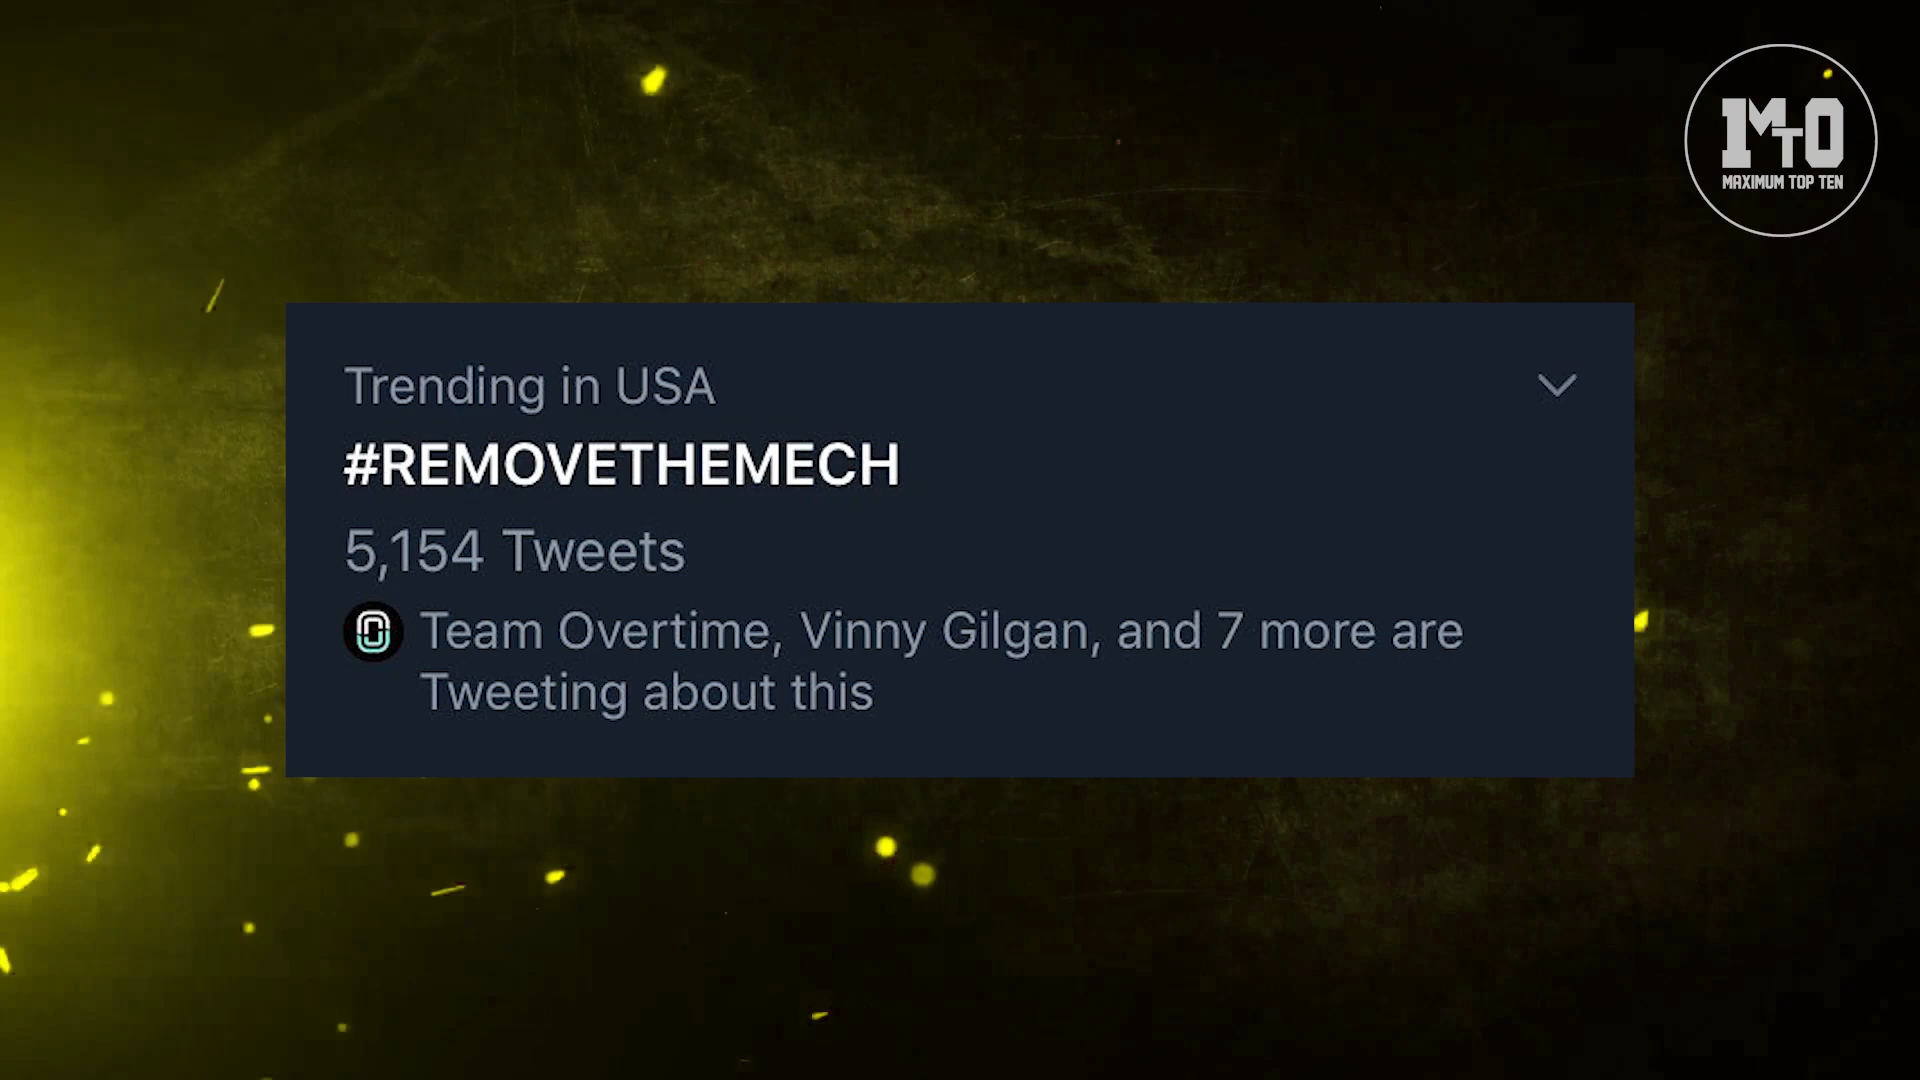 1MTO
MAXIMUM TOP TEN
Trending in USA
#REMOVETHEMECH
5,154 Tweets
Team Overtime, Vinny Gilgan, and 7 more are
Tweeting about this